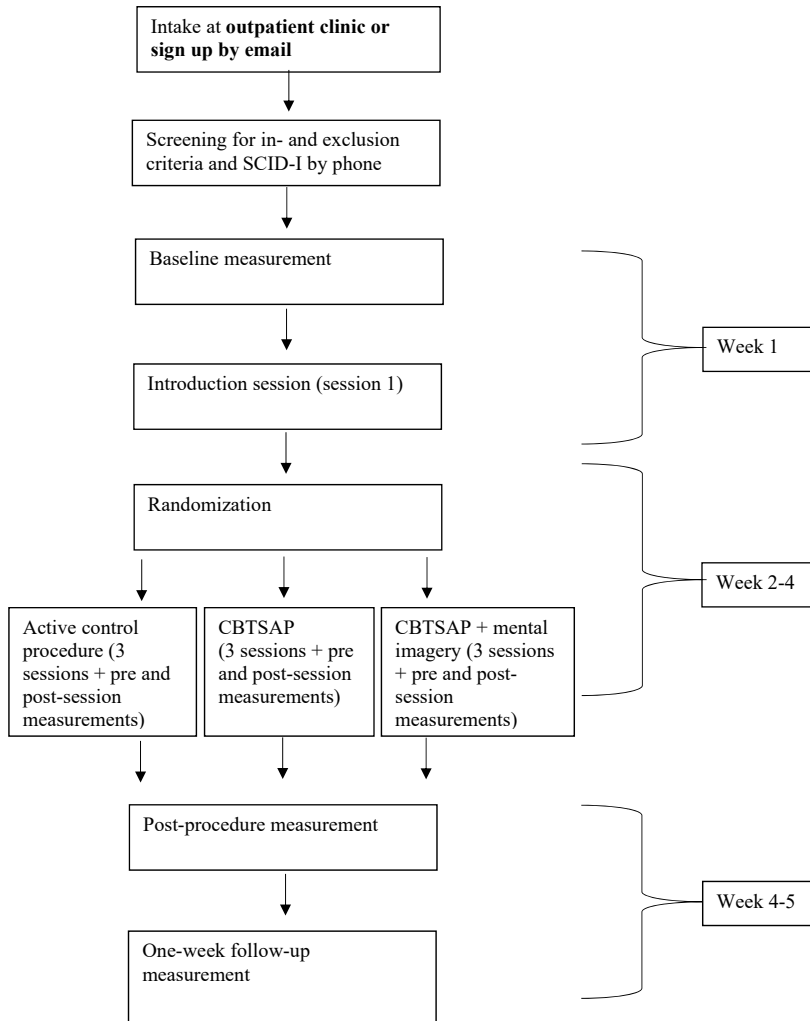 Intake at outpatient clinic or
sign up by email
Screening for in- and exclusion
criteria and SCID-I by phone
Baseline measurement
Week 1
Introduction session (session 1)
Randomization
Week 2-4
Active control
procedure (3
sessions + pre and
post-session
measurements)
CBTSAP
(3 sessions + pre
and post-session
measurements)
CBTSAP + mental
imagery (3 sessions
+ pre and post-
session
measurements)
Post-procedure measurement
Week 4-5
One-week follow-up
measurement